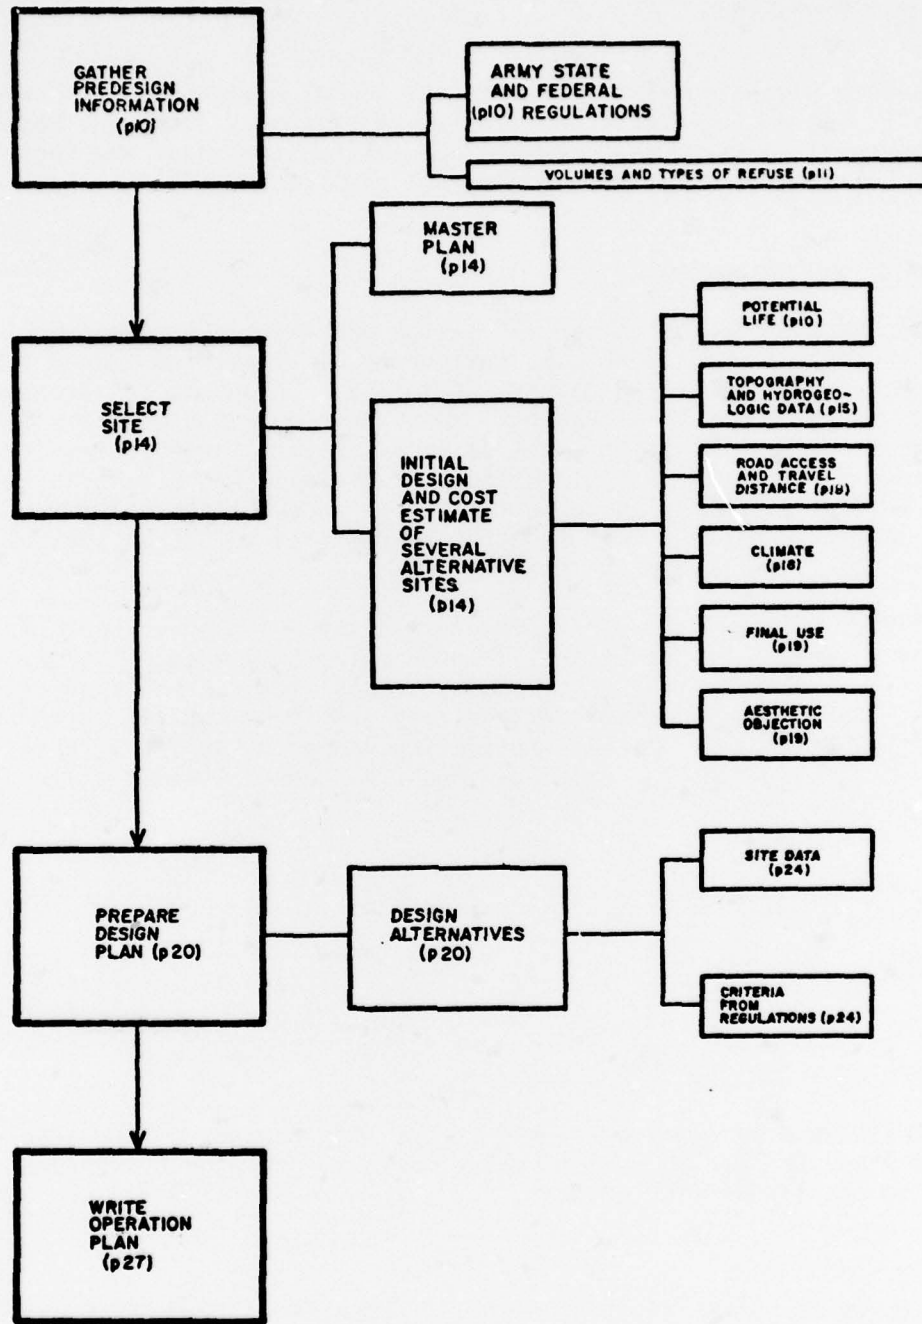 GATHER
PREDESIGN
INFORMATION
(p10)
ARMY STATE
AND FEDERAL
(p10) REGULATIONS
VOLUMES AND TYPES OF REFUSE (p11)
MASTER
PLAN
(p14)
SELECT
SITE
(p14)
INITIAL
DESIGN
AND COST
ESTIMATE
OF
SEVERAL
ALTERNATIVE
SITES
(p14)
POTENTIAL
LIFE (p10)
TOPOGRAPHY
AND HYDROGEO-
LOGIC DATA (p15)
ROAD ACCESS
AND TRAVEL
DISTANCE (p18)
CLIMATE
(p18)
FINAL USE
(p19)
AESTHETIC
OBJECTION
(p19)
PREPARE
DESIGN
PLAN (p20)
DESIGN
ALTERNATIVES
(p20)
SITE DATA
(p24)
CRITERIA
FROM
REGULATIONS (p24)
WRITE
OPERATION
PLAN
(p27)